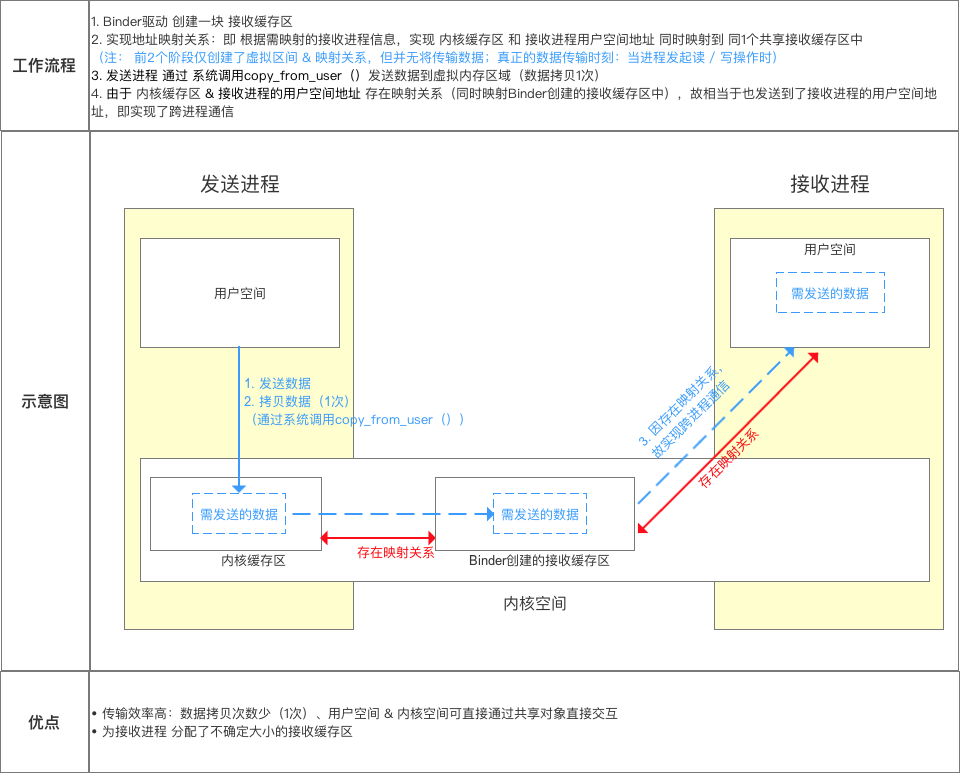 工作流程
1. Binder驱动 创建一块 接收缓存区
2. 实现地址映射关系：即 根据需映射的接收进程信息，实现 内核缓存区 和 接收进程用户空间地址 同时映射到 同1个共享接收缓存区中
（注： 前2个阶段仅创建了虚拟区间 & 映射关系，但并无将传输数据；真正的数据传输时刻：当进程发起读 / 写操作时）
3. 发送进程 通过 系统调用copy_from_user（）发送数据到虚拟内存区域（数据拷贝1次）
4. 由于 内核缓存区 & 接收进程的用户空间地址 存在映射关系（同时映射Binder创建的接收缓存区中），故相当于也发送到了接收进程的用户空间地
址，即实现了跨进程通信
示意图
发送进程
接收进程
用户空间
用户空间
需发送的数据
1. 发送数据
2. 拷贝数据（1次）
（通过系统调用copy_from_user（））
3. 因存在映射关系，
故实现跨进程通信
存在映射关系
需发送的数据
需发送的数据
存在映射关系
内核缓存区
Binder创建的接收缓存区
内核空间
优点
• 传输效率高：数据拷贝次数少（1次）、用户空间 & 内核空间可直接通过共享对象直接交互
• 为接收进程 分配了不确定大小的接收缓存区